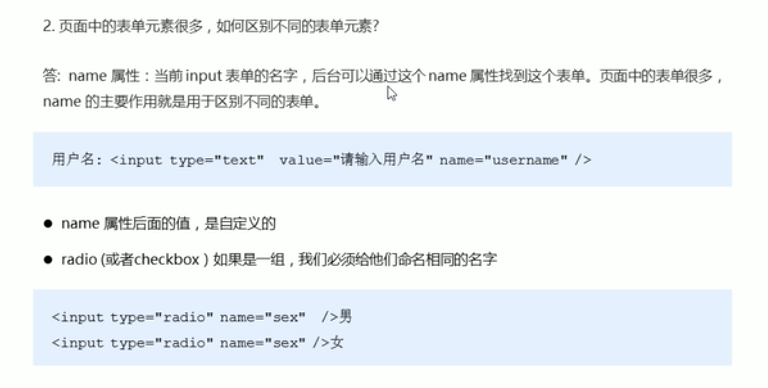 2. 页面中的表单元素很多，如何区别不同的表单元素?
答: name 属性：当前 input 表单的名字，后台可以通过这个 name 属性找到这个表单。页面中的表单很多，
name 的主要作用就是用于区别不同的表单。
用户名: <input type="text"  value="请输入用户名" name="username" />
● name 属性后面的值，是自定义的
● radio (或者checkbox ) 如果是一组，我们必须给他们命名相同的名字
<input type="radio" name="sex"  />男
<input type="radio" name="sex" />女